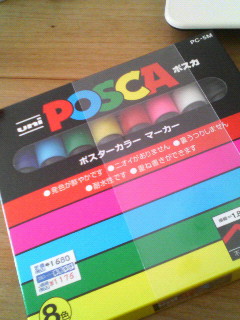 PC-5M
uni POSCA ポスカ
ポスターカラー マーカー
●発色が鮮やかです ●ニオイがありません ●裏うつりしません
●耐水性です ●重ね書きができます
¥1680
¥1176
8色